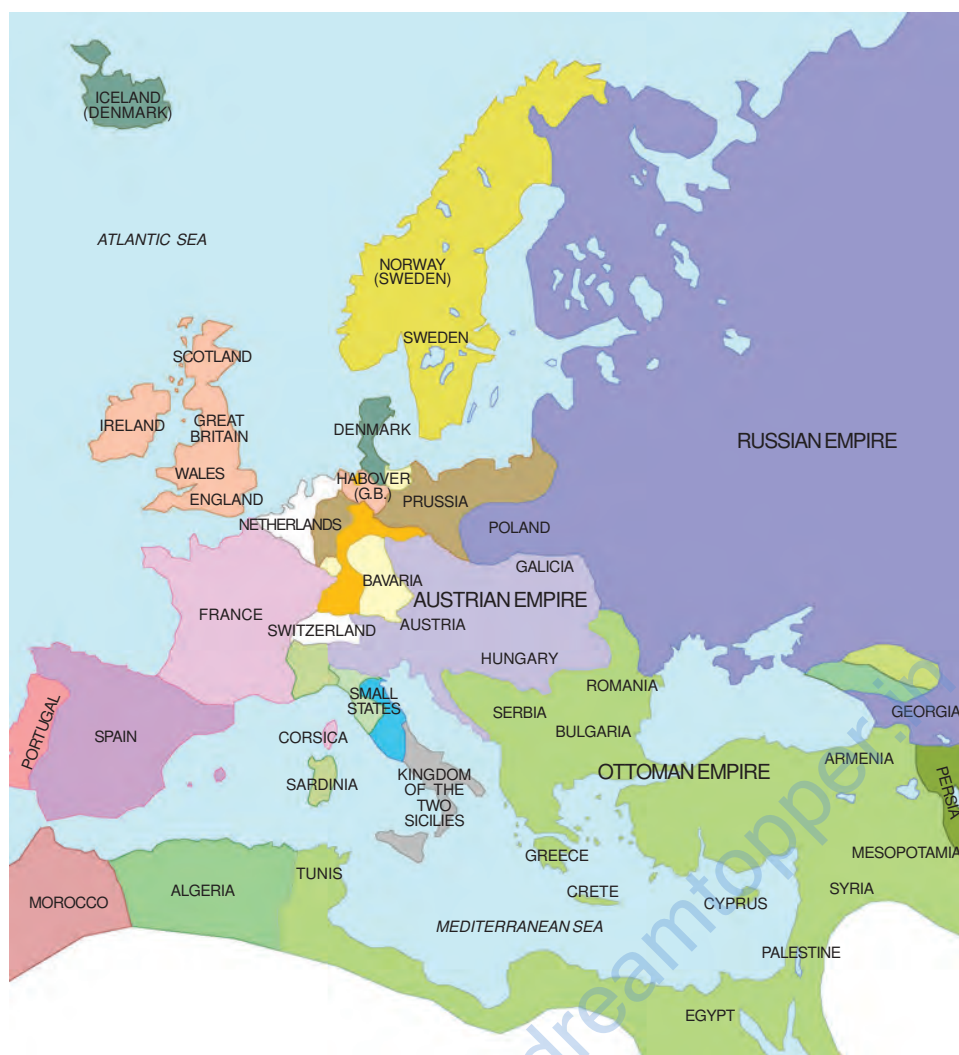 ICELAND
(DENMARK)
ATLANTIC SEA
NORWAY
(SWEDEN)
SWEDEN
SCOTLAND
IRELAND
GREAT
BRITAIN
WALES
ENGLAND
DENMARK
HABOVER
(G.B.)
PRUSSIA
RUSSIAN EMPIRE
NETHERLANDS
POLAND
GALICIA
BAVARIA
AUSTRIAN EMPIRE
FRANCE
SWITZERLAND
AUSTRIA
HUNGARY
ROMANIA
SMALL
STATES
SERBIA
BULGARIA
GEORGIA
PORTUGAL
SPAIN
CORSICA
SARDINIA
KINGDOM
OF THE
TWO
SICILIES
OTTOMAN EMPIRE
ARMENIA
PERSIA
GREECE
MESOPOTAMIA
TUNIS
ALGERIA
MOROCCO
CRETE
CYPRUS
SYRIA
MEDITERRANEAN SEA
PALESTINE
EGYPT
dreamtopper.in